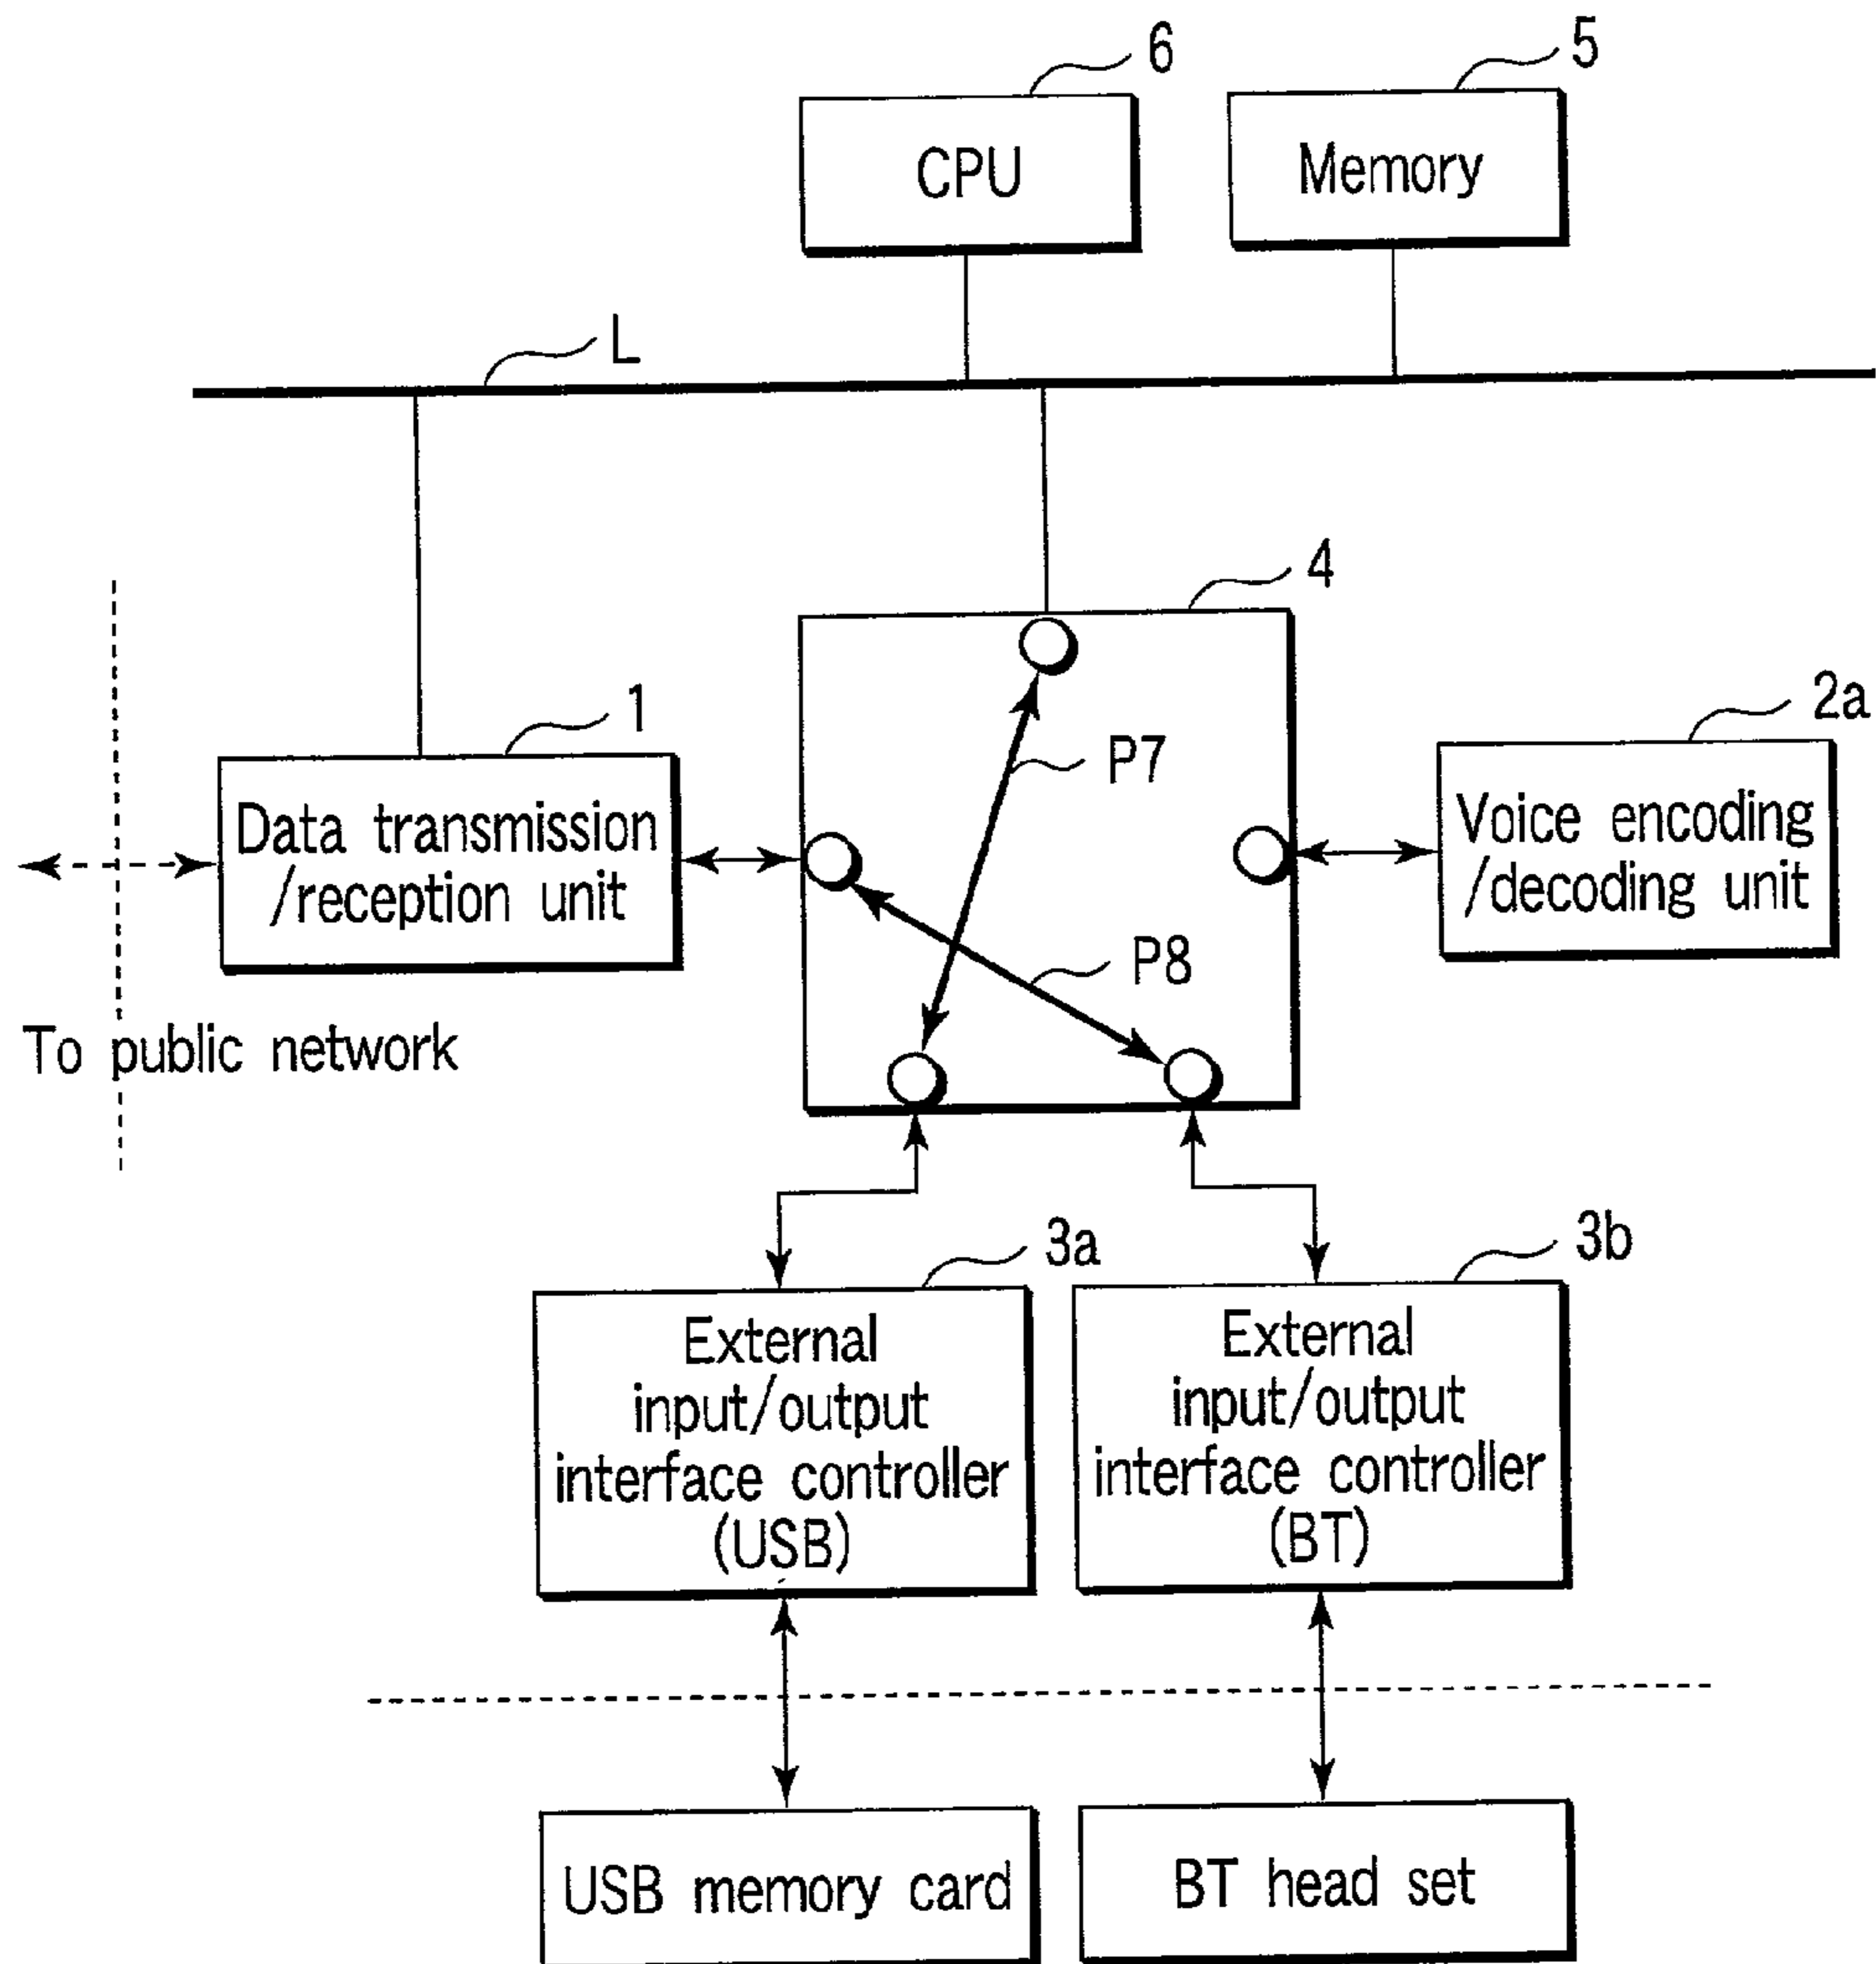 6
5
CPU
Memory
L
4
1
2a
P7
Data transmission
/reception unit
Voice encoding
/decoding unit
P8
To public network
3a
3b
External
input/output
interface controller
(USB)
External
input/output
interface controller
(BT)
USB memory card
BT head set